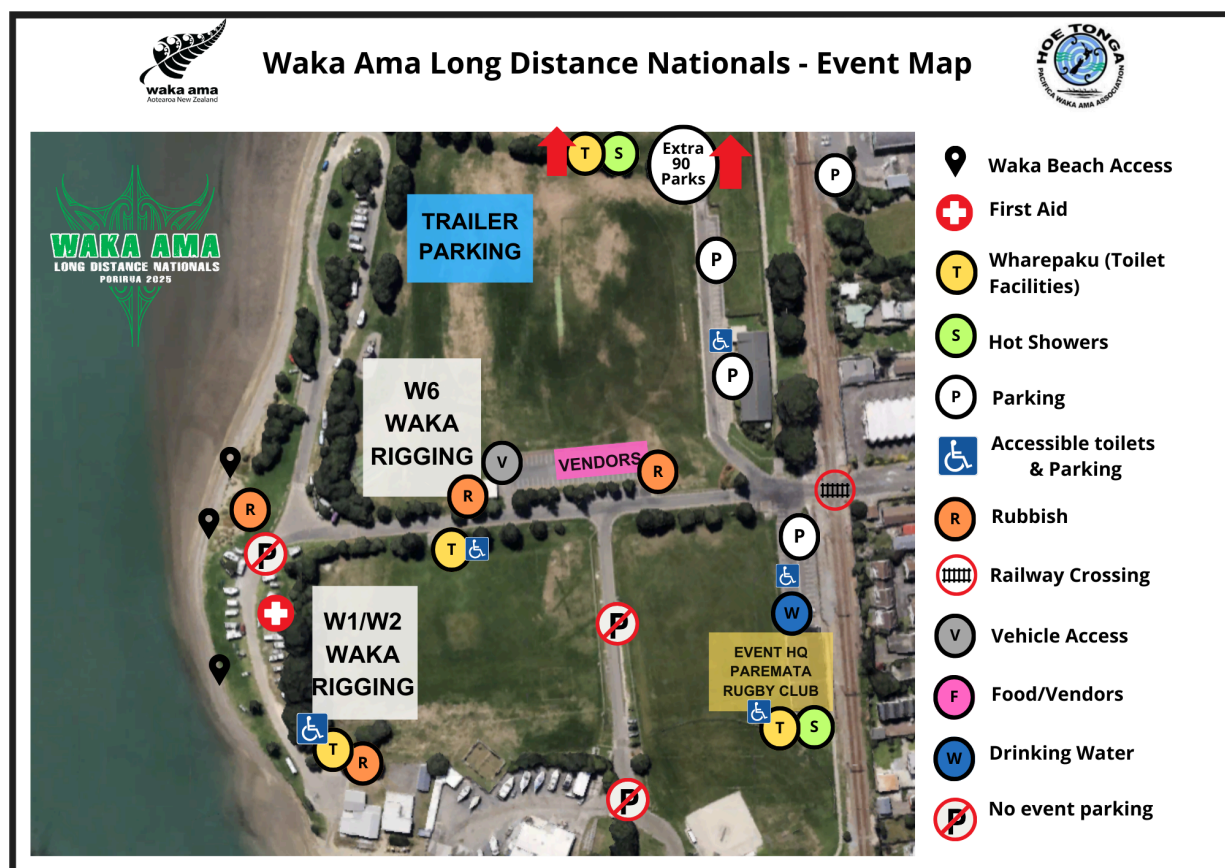 waka ama
Aotearoa New Zealand
Waka Ama Long Distance Nationals - Event Map
HOE TONGA
PACIFICA WAKA AMA ASSOCIATION
WAKA AMA
LONG DISTANCE NATIONALS
PORIRUA 2025
T
S
Extra
90
Parks
P
TRAILER
PARKING
P
P
W6
WAKA
RIGGING
V
VENDORS
R
R
R
P
T
P
W1/W2
WAKA
RIGGING
P
W
EVENT HQ
PAREMATA
RUGBY CLUB
T
S
T
R
P
Waka Beach Access
First Aid
T
Wharepaku (Toilet
Facilities)
S
Hot Showers
P
Parking
Accessible toilets
& Parking
R
Rubbish
Railway Crossing
V
Vehicle Access
F
Food/Vendors
W
Drinking Water
P
No event parking